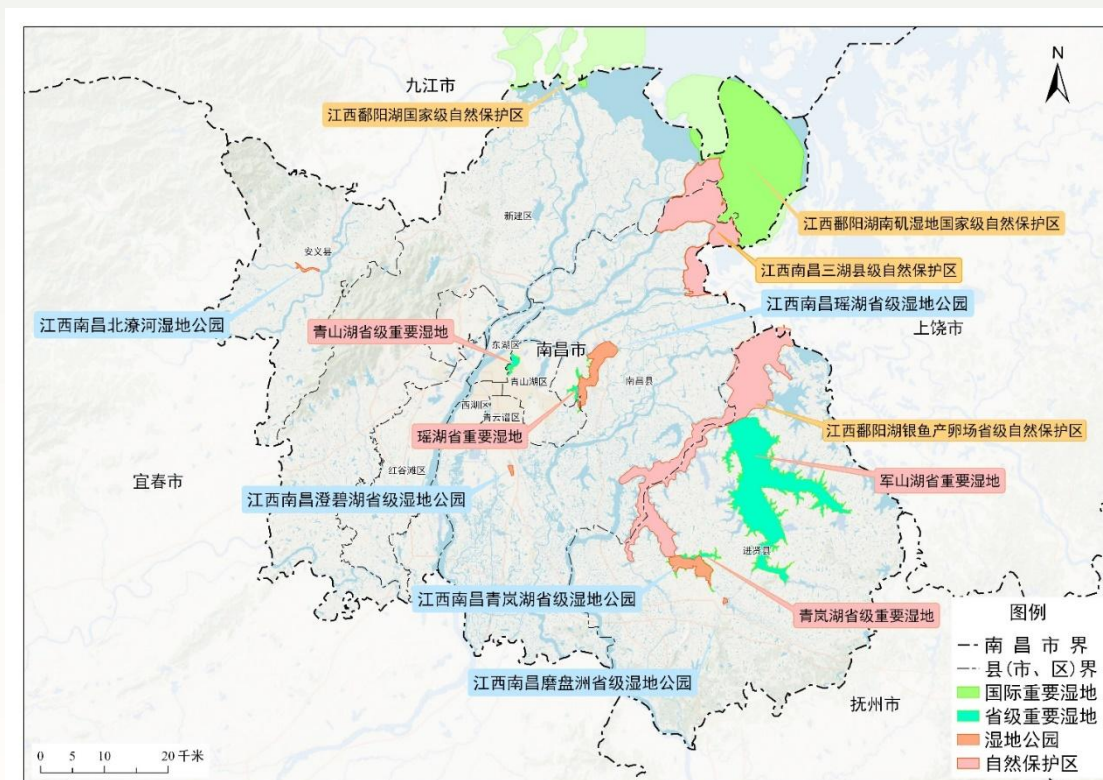 九江市
N
江西鄱阳湖国家级自然保护区
新建区
江西鄱阳湖南矶湿地国家级自然保护区
安义县
江西南昌三湖县级自然保护区
江西南昌瑶湖省级湿地公园
江西南昌北潦河湿地公园
青山湖省级重要湿地
上饶市
东湖区
南昌市
青山湖区
南昌县
西湖区
青云谱区
瑶湖省重要湿地
江西鄱阳湖银鱼产卵场省级自然保护区
红谷滩区
宜春市
军山湖省重要湿地
江西南昌澄碧湖省级湿地公园
进贤县
江西南昌青岚湖省级湿地公园
青岚湖省级重要湿地
江西南昌磨盘洲省级湿地公园
抚州市
图例
南昌市界
县(市、区)界
国际重要湿地
省级重要湿地
湿地公园
自然保护区
0 5 10 20 千米